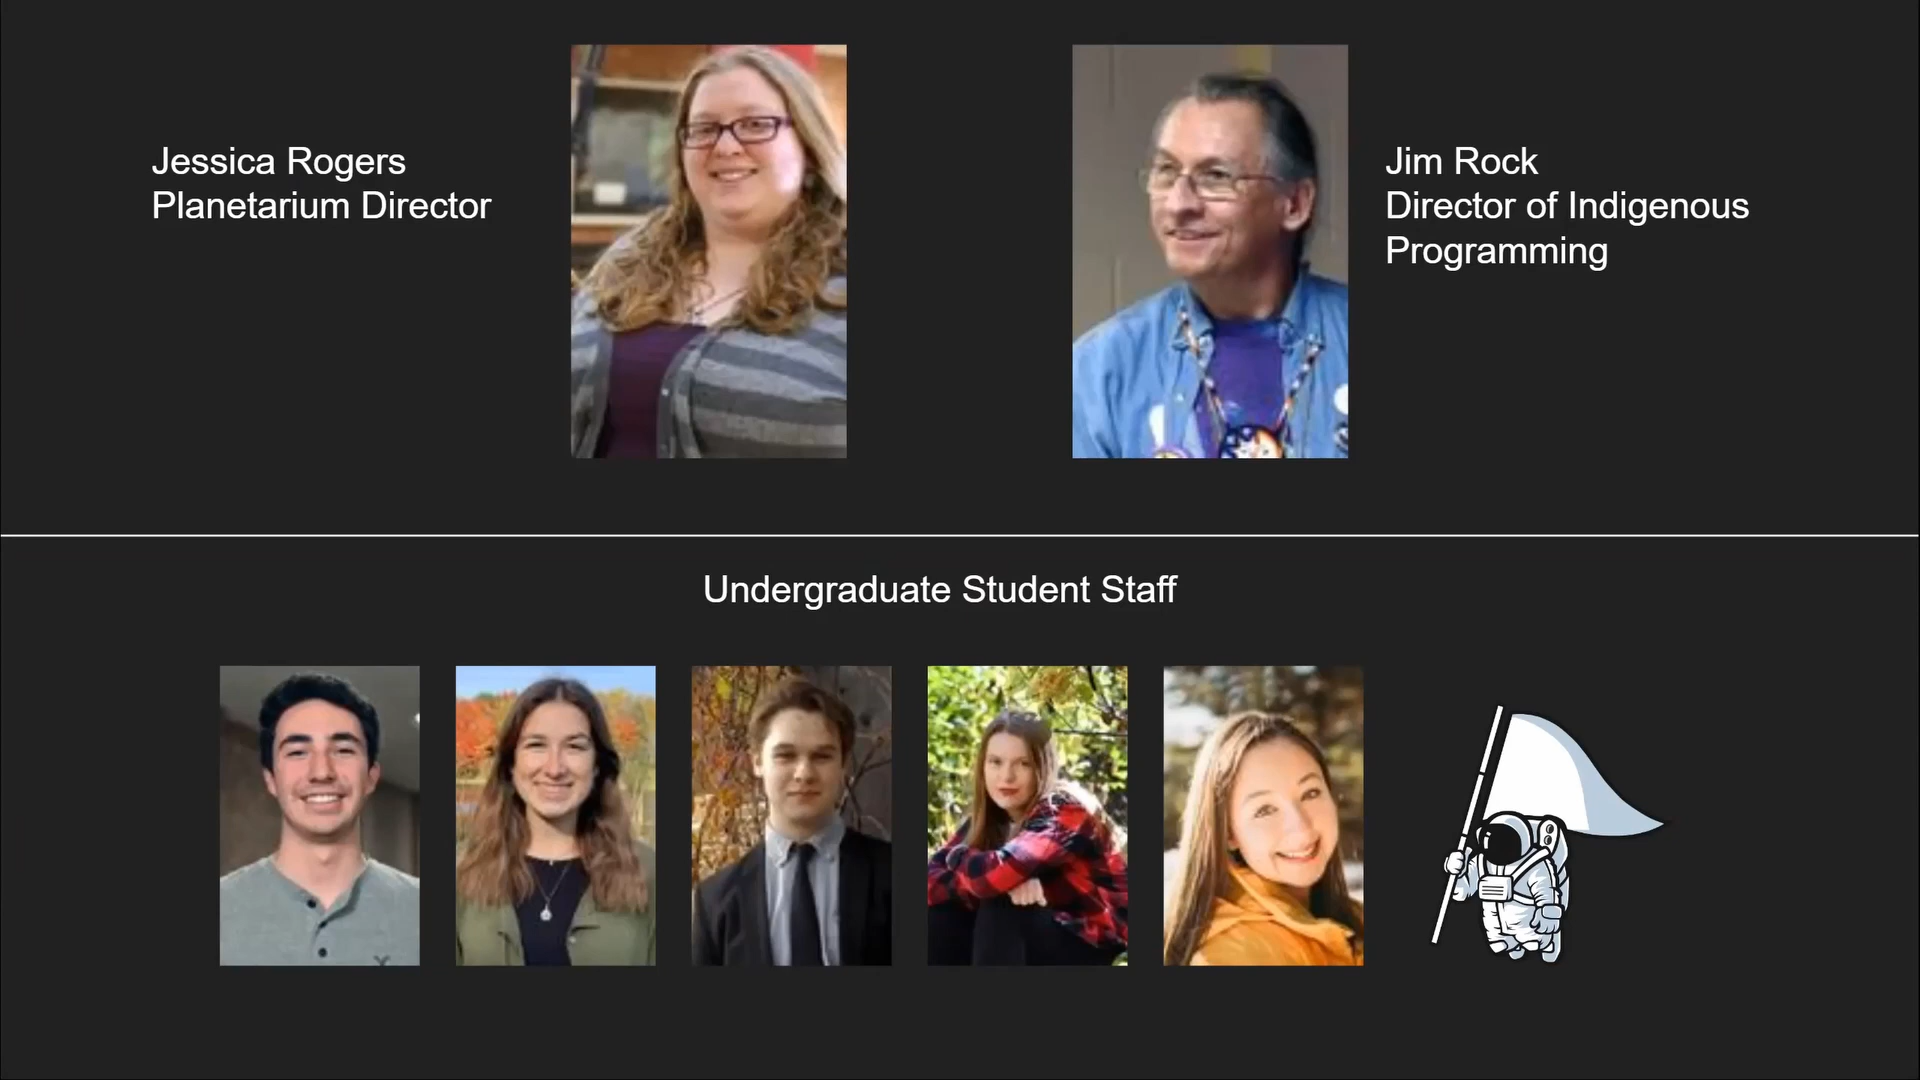 Jessica Rogers
Planetarium Director
Jim Rock
Director of Indigenous
Programming
Undergraduate Student Staff